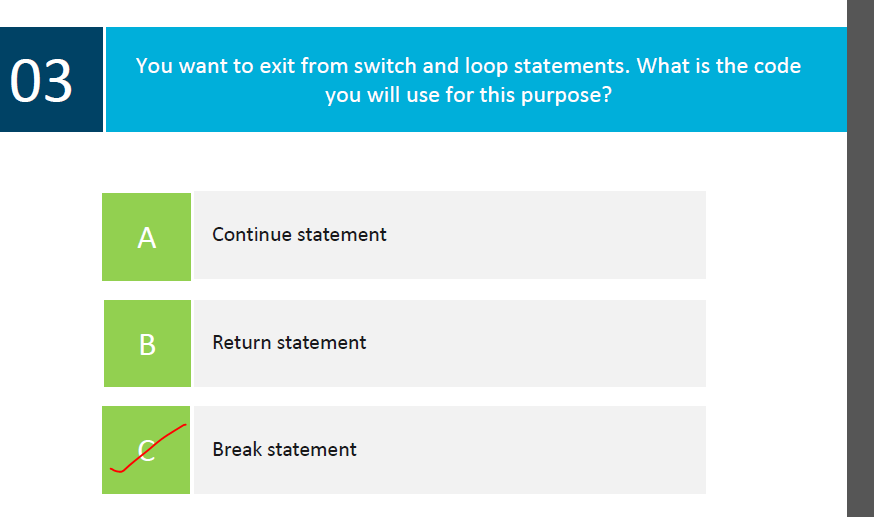 03
You want to exit from switch and loop statements. What is the code
you will use for this purpose?
A
Continue statement
B
Return statement
C
Break statement